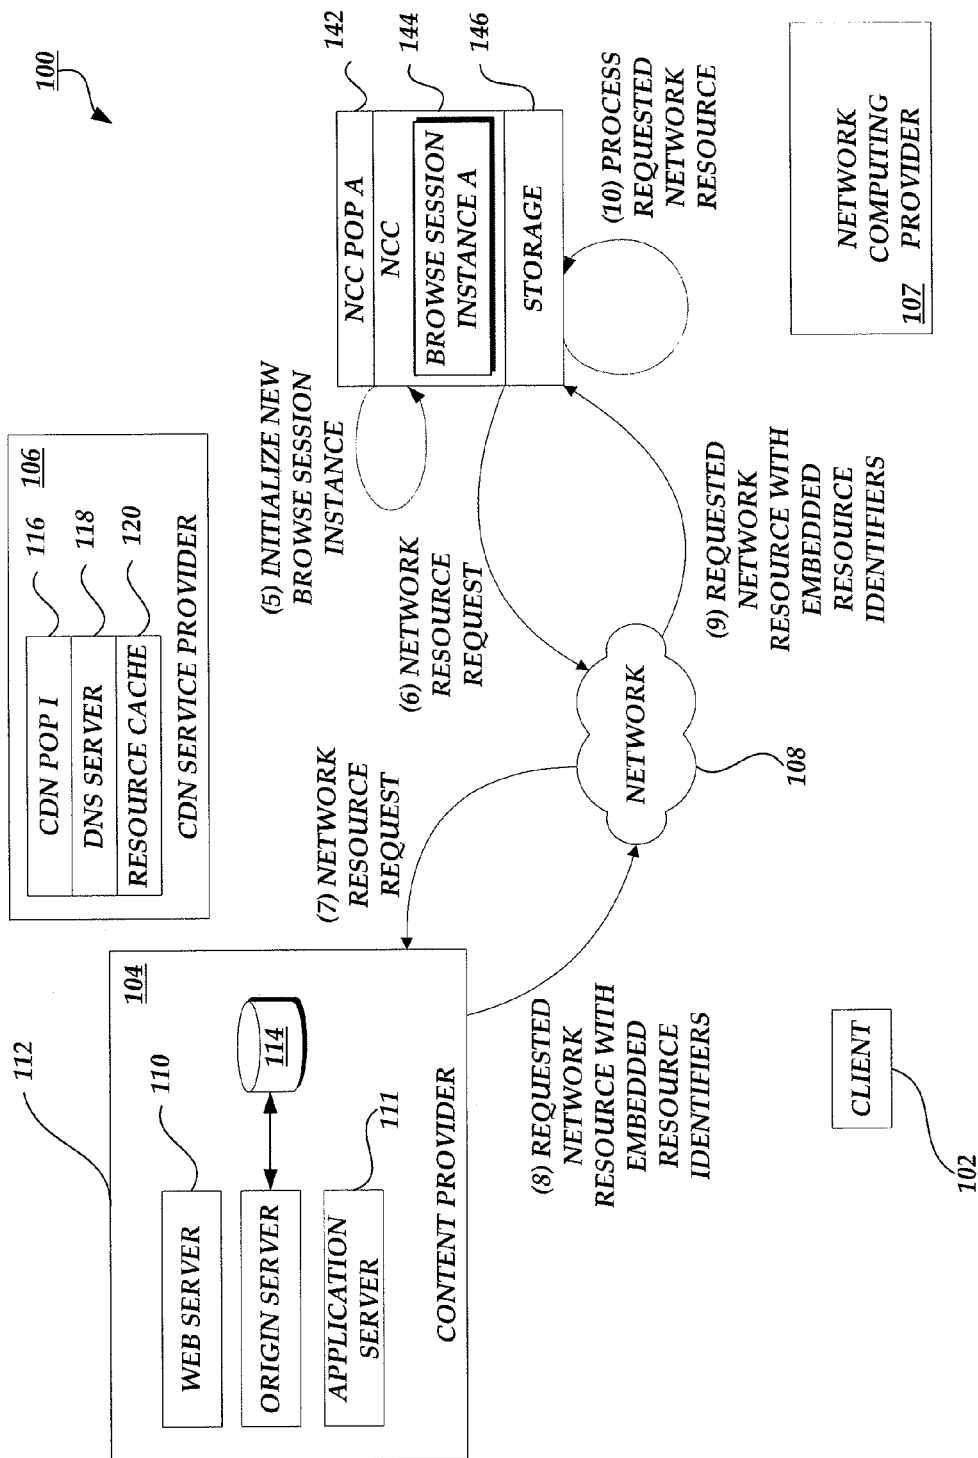 100
112
104
WEB SERVER
110
ORIGIN SERVER
114
APPLICATION
SERVER
111
CONTENT PROVIDER
CDN POP I
116
DNS SERVER
118
RESOURCE CACHE
120
106
CDN SERVICE PROVIDER
(5) INITIALIZE NEW
BROWSE SESSION
INSTANCE
NCC POP A
142
NCC
144
BROWSE SESSION
INSTANCE A
STORAGE
146
(6) NETWORK
RESOURCE
REQUEST
(7) NETWORK
RESOURCE
REQUEST
NETWORK
108
(8) REQUESTED
NETWORK
RESOURCE WITH
EMBEDDED
RESOURCE
IDENTIFIERS
(9) REQUESTED
NETWORK
RESOURCE WITH
EMBEDDED
RESOURCE
IDENTIFIERS
(10) PROCESS
REQUESTED
NETWORK
RESOURCE
CLIENT
102
NETWORK
COMPUTING
PROVIDER
107